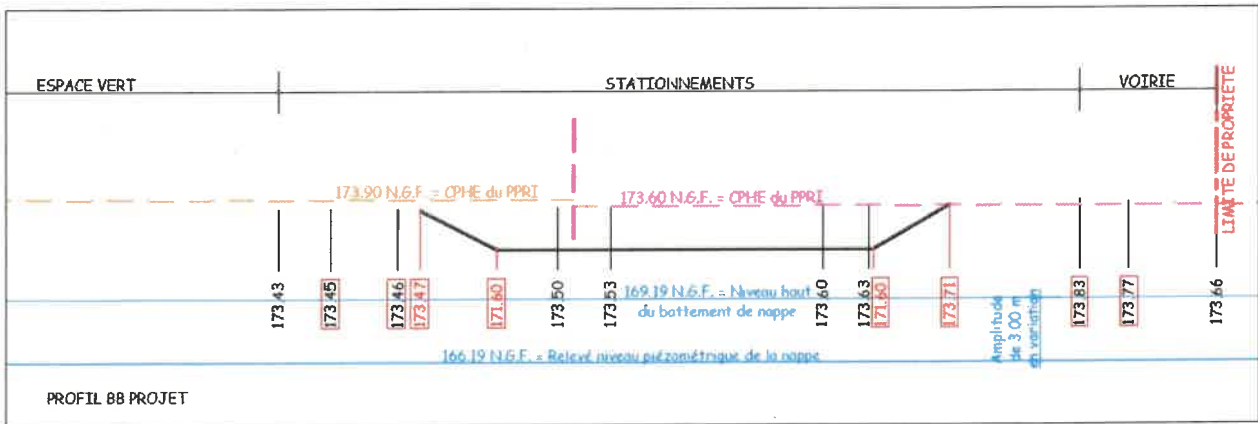 ESPACE VERT
STATIONNEMENTS
VOIRIE
LIMITE DE PROPRIETE
173.90 N.G.F. = CPHE du PPRI
173.60 N.G.F. = CPHE du PPRI
173.43
173.45
173.46
173.47
171.60
173.50
173.53
169.19 N.G.F. = Niveau haut
du battement de nappe
173.60
173.63
171.60
173.71
Amplitude
de 3.00 m
en variation
173.83
173.77
173.66
166.19 N.G.F. = Relevé niveau piézométrique de la nappe
PROFIL BB PROJET